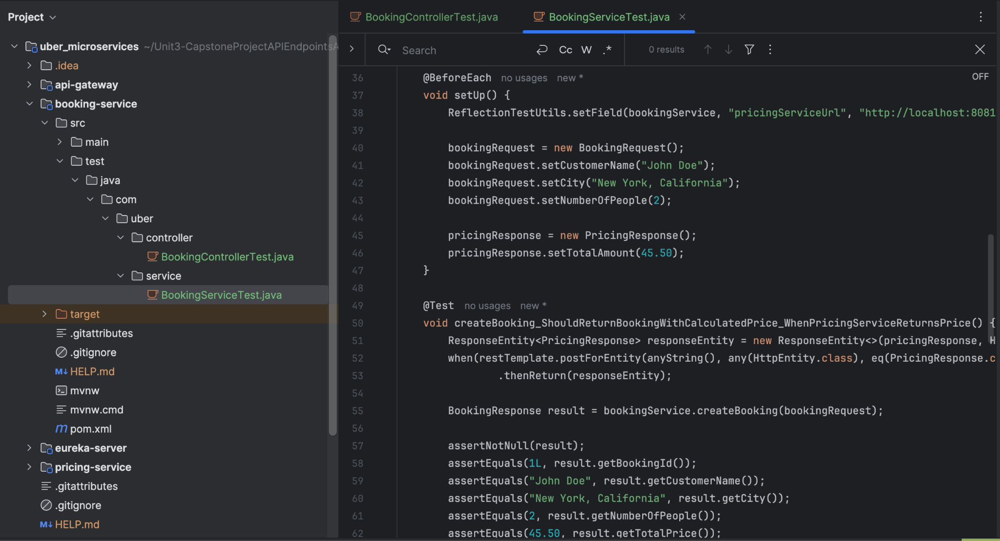 Project
uber_microservices ~/Unit3-CapstoneProjectAPIEndpointsA
.idea
api-gateway
booking-service
src
main
test
java
com
uber
controller
BookingControllerTest.java
service
BookingServiceTest.java
target
.gitattributes
.gitignore
M↓ HELP.md
mvnw
mvnw.cmd
m pom.xml
eureka-server
pricing-service
.gitattributes
.gitignore
M↓ HELP.md
BookingControllerTest.java BookingServiceTest.java
Search Cc W .* 0 results
OFF
36 @BeforeEach no usages new *
37 void setUp() {
38 ReflectionTestUtils.setField(bookingService, "pricingServiceUrl", "http://localhost:8081
39
40 bookingRequest = new BookingRequest();
41 bookingRequest.setCustomerName("John Doe");
42 bookingRequest.setCity("New York, California");
43 bookingRequest.setNumberOfPeople(2);
44
45 pricingResponse = new PricingResponse();
46 pricingResponse.setTotalAmount(45.50);
47 }
48
49 @Test no usages new *
50 void createBooking_ShouldReturnBookingWithCalculatedPrice_WhenPricingServiceReturnsPrice() {
51 ResponseEntity<PricingResponse> responseEntity = new ResponseEntity<>(pricingResponse, H
52 when(restTemplate.postForEntity(anyString(), any(HttpEntity.class), eq(PricingResponse.c
53 .thenReturn(responseEntity);
54
55 BookingResponse result = bookingService.createBooking(bookingRequest);
56
57 assertNotNull(result);
58 assertEquals(1L, result.getBookingId());
59 assertEquals("John Doe", result.getCustomerName());
60 assertEquals("New York, California", result.getCity());
61 assertEquals(2, result.getNumberOfPeople());
62 assertEquals(45.50, result.getTotalPrice());